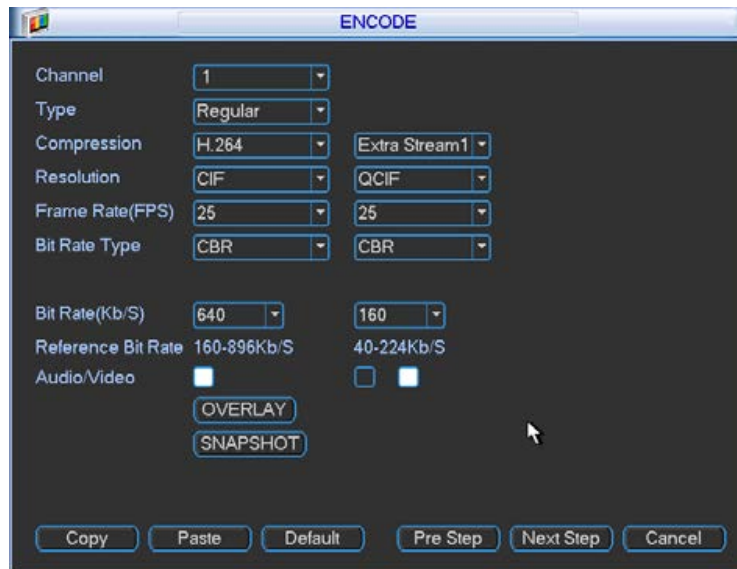 ENCODE
Channel 1
Type Regular
Compression H.264 Extra Stream1
Resolution CIF QCIF
Frame Rate(FPS) 25 25
Bit Rate Type CBR CBR
Bit Rate(Kb/S) 640 160
Reference Bit Rate 160-896Kb/S 40-224Kb/S
Audio/Video
OVERLAY
SNAPSHOT
Copy Paste Default Pre Step Next Step Cancel